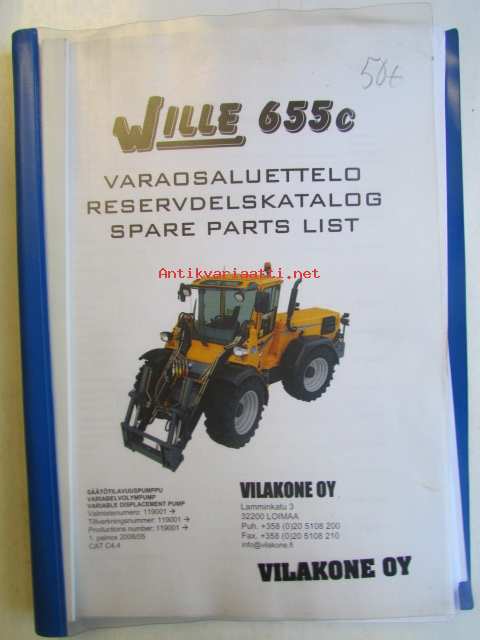 50€
WILLE 655c
VARAOSALUETTELO
RESERVDELSKATALOG
SPARE PARTS LIST
Antikvariaatti.net
SÄÄTÖTILAVUUSPUMPPU
VARIABELVOLYMPUMP
VARIABLE DISPLACEMENT PUMP
Valmistenumero: 119001 →
Tillverkningsnummer: 119001 →
Productions number: 119001 →
1. painos 2008/05
CAT C4.4
VILAKONE OY
Lamminkatu 3
32200 LOIMAA
Puh. +358 (0)20 5108 200
Fax. +358 (0)20 5108 210
info@vilakone.fi
VILAKONE OY